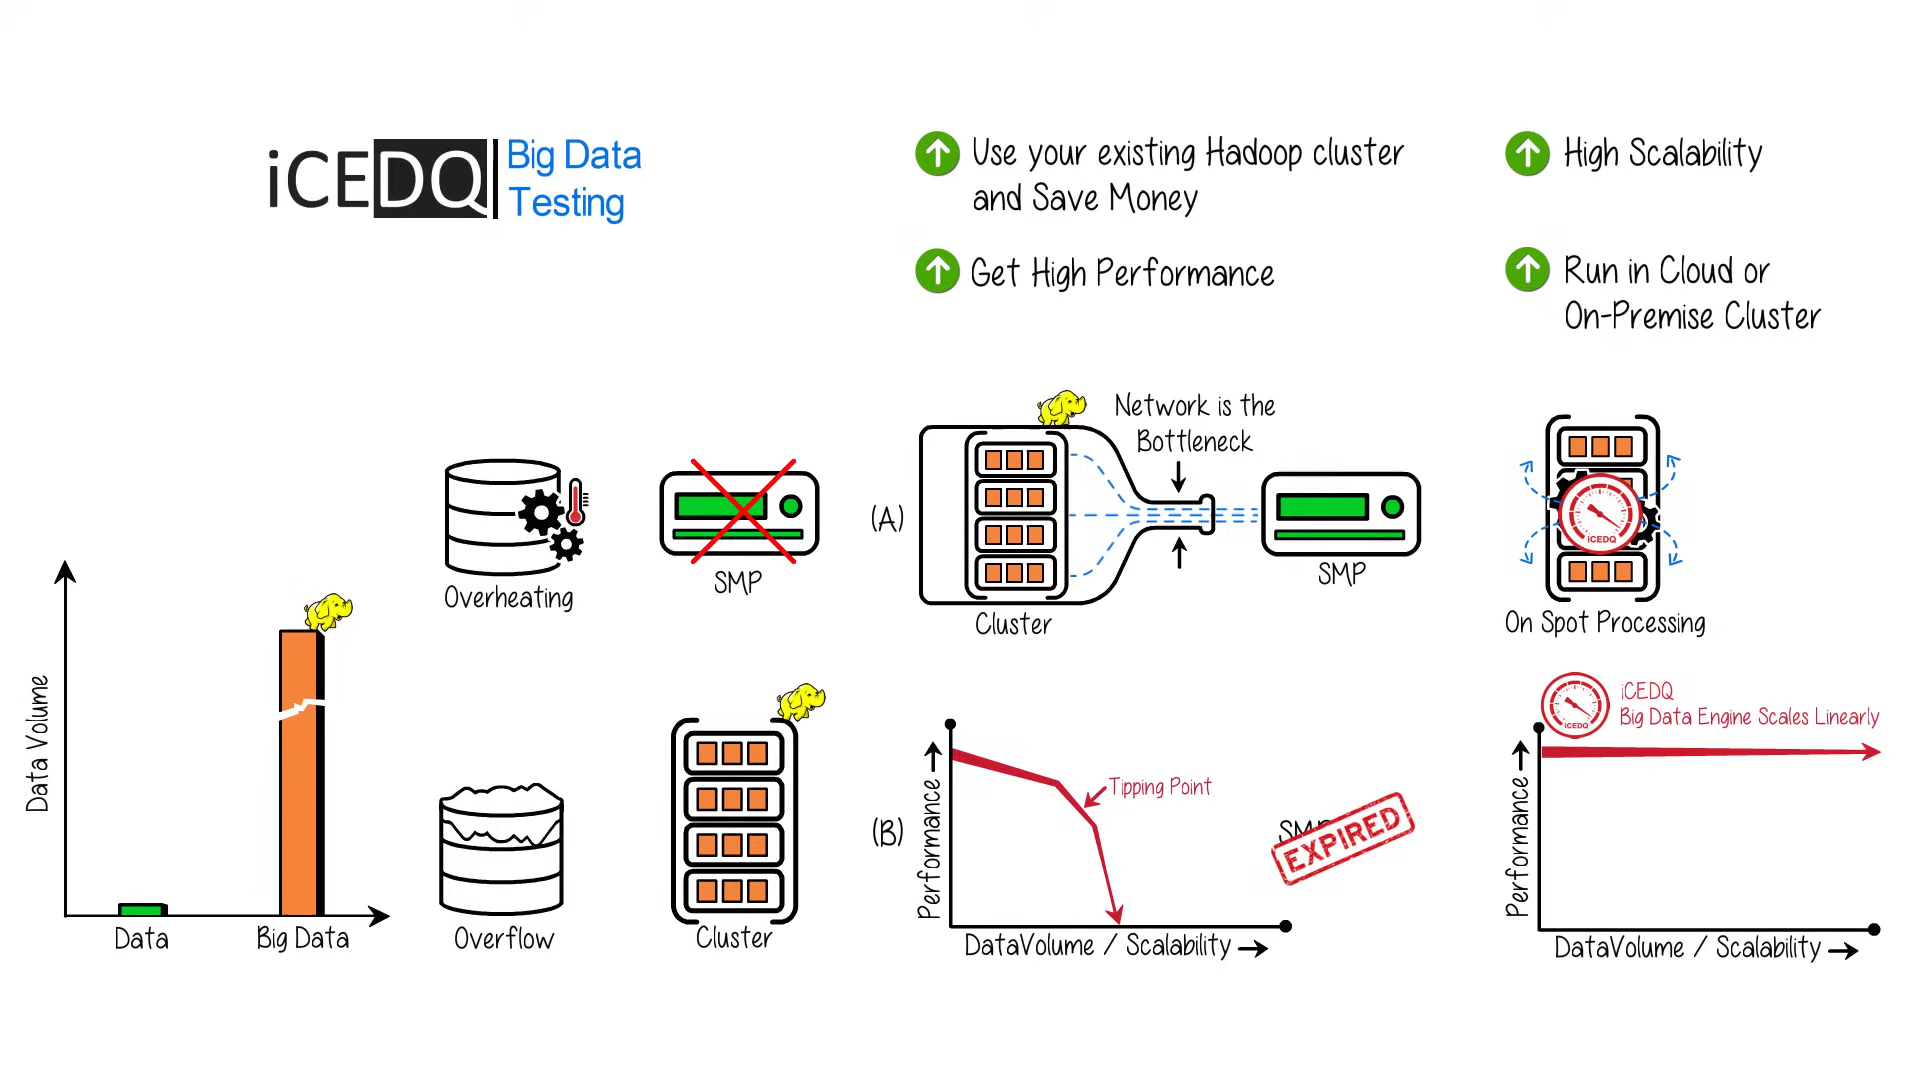 iCEDQ
Big Data
Testing
Use your existing Hadoop cluster
and Save Money
Get High Performance
High Scalability
Run in Cloud or
On-Premise Cluster
Data Volume
Data
Big Data
Overheating
Overflow
SMP
Cluster
(A)
Network is the
Bottleneck
Cluster
SMP
(B)
Performance
Tipping Point
DataVolume / Scalability
SMP
EXPIRED
iCEDQ
On Spot Processing
iCEDQ
iCEDQ
Big Data Engine Scales Linearly
Performance
DataVolume / Scalability